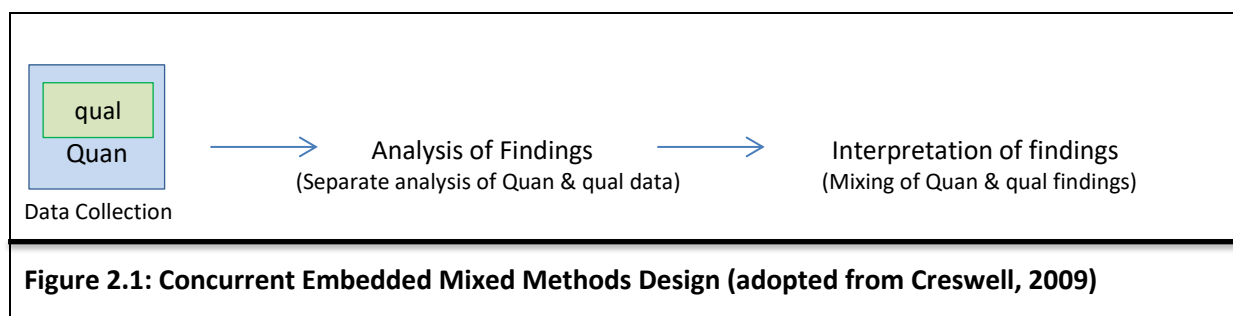 qual
Quan
Data Collection
Analysis of Findings
(Separate analysis of Quan & qual data)
Interpretation of findings
(Mixing of Quan & qual findings)
Figure 2.1: Concurrent Embedded Mixed Methods Design (adopted from Creswell, 2009)